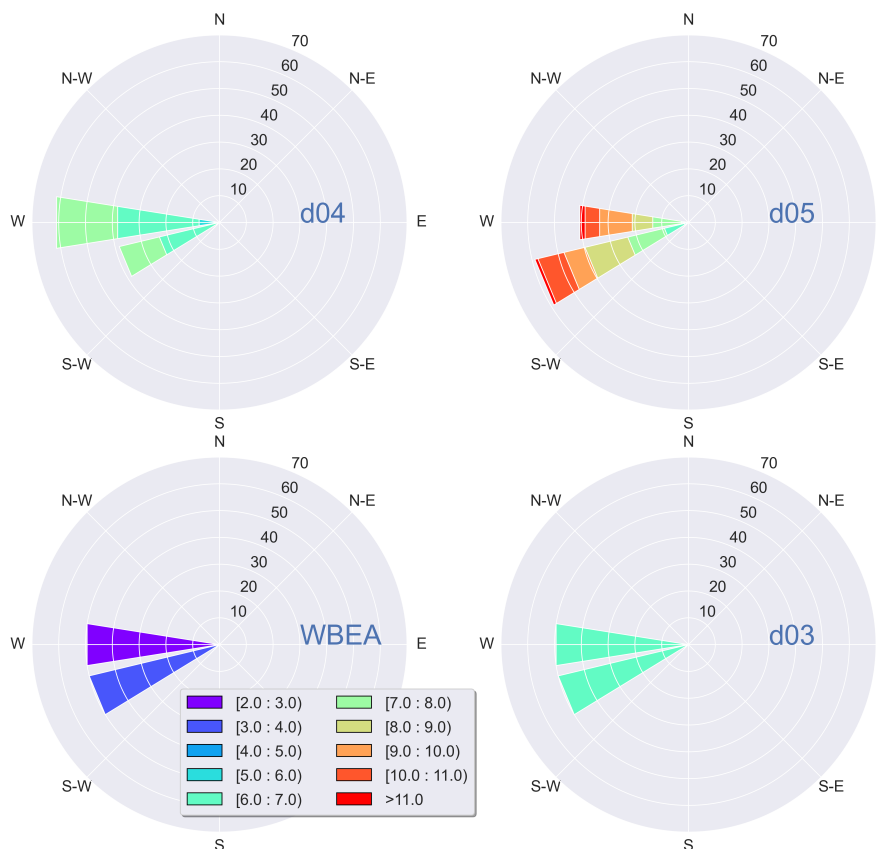 N
N
70
70
N-W
60
N-E
N-W
60
N-E
50
50
40
40
30
30
20
20
10
10
d04
d05
W
E
W
S-W
S-E
S-W
S-E
S
S
N
N
70
70
N-W
60
N-E
N-W
60
N-E
50
50
40
40
30
30
20
20
10
10
WBEA
d03
W
E
W
[2.0 : 3.0)
[7.0 : 8.0)
[3.0 : 4.0)
[8.0 : 9.0)
[4.0 : 5.0)
[9.0 : 10.0)
[5.0 : 6.0)
[10.0 : 11.0)
[6.0 : 7.0)
>11.0
S-W
S-W
S-E
S
S